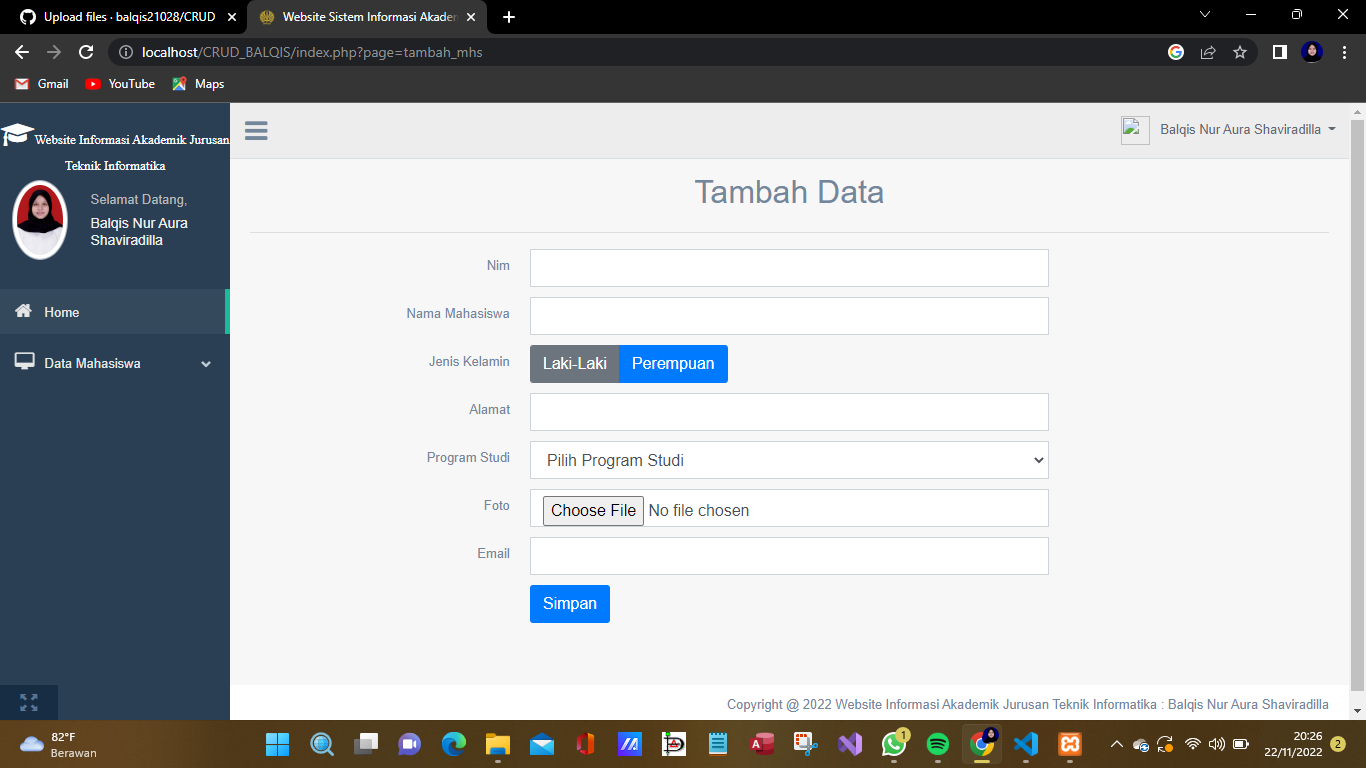 Upload files · balqis21028/CRUD
Website Sistem Informasi Akader
localhost/CRUD_BALQIS/index.php?page=tambah_mhs
Gmail
YouTube
Maps
Website Informasi Akademik Jurusan
Teknik Informatika
Selamat Datang,
Balqis Nur Aura
Shaviradilla
Home
Data Mahasiswa
Balqis Nur Aura Shaviradilla
Tambah Data
Nim
Nama Mahasiswa
Jenis Kelamin
Laki-Laki
Perempuan
Alamat
Program Studi
Pilih Program Studi
Foto
Choose File
No file chosen
Email
Simpan
Copyright @ 2022 Website Informasi Akademik Jurusan Teknik Informatika : Balqis Nur Aura Shaviradilla
82°F
Berawan
1
20:26
22/11/2022
2